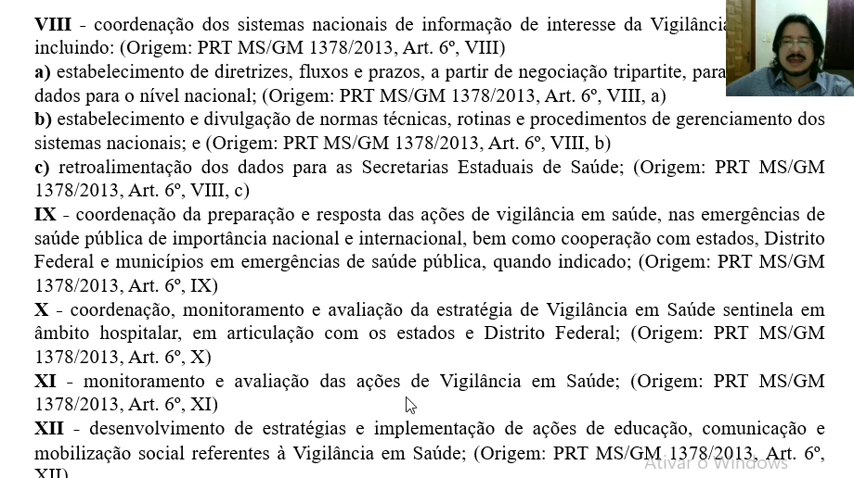 VIII - coordenação dos sistemas nacionais de informação de interesse da Vigilância
incluindo: (Origem: PRT MS/GM 1378/2013, Art. 6º, VIII)
a) estabelecimento de diretrizes, fluxos e prazos, a partir de negociação tripartite, para
dados para o nível nacional; (Origem: PRT MS/GM 1378/2013, Art. 6º, VIII, a)
b) estabelecimento e divulgação de normas técnicas, rotinas e procedimentos de gerenciamento dos
sistemas nacionais; e (Origem: PRT MS/GM 1378/2013, Art. 6º, VIII, b)
c) retroalimentação dos dados para as Secretarias Estaduais de Saúde; (Origem: PRT MS/GM
1378/2013, Art. 6º, VIII, c)
IX - coordenação da preparação e resposta das ações de vigilância em saúde, nas emergências de
saúde pública de importância nacional e internacional, bem como cooperação com estados, Distrito
Federal e municípios em emergências de saúde pública, quando indicado; (Origem: PRT MS/GM
1378/2013, Art. 6º, IX)
X - coordenação, monitoramento e avaliação da estratégia de Vigilância em Saúde sentinela em
âmbito hospitalar, em articulação com os estados e Distrito Federal; (Origem: PRT MS/GM
1378/2013, Art. 6º, X)
XI - monitoramento e avaliação das ações de Vigilância em Saúde; (Origem: PRT MS/GM
1378/2013, Art. 6º, XI)
XII - desenvolvimento de estratégias e implementação de ações de educação, comunicação e
mobilização social referentes à Vigilância em Saúde; (Origem: PRT MS/GM 1378/2013, Art. 6º,
XII)
Ativar o Windows